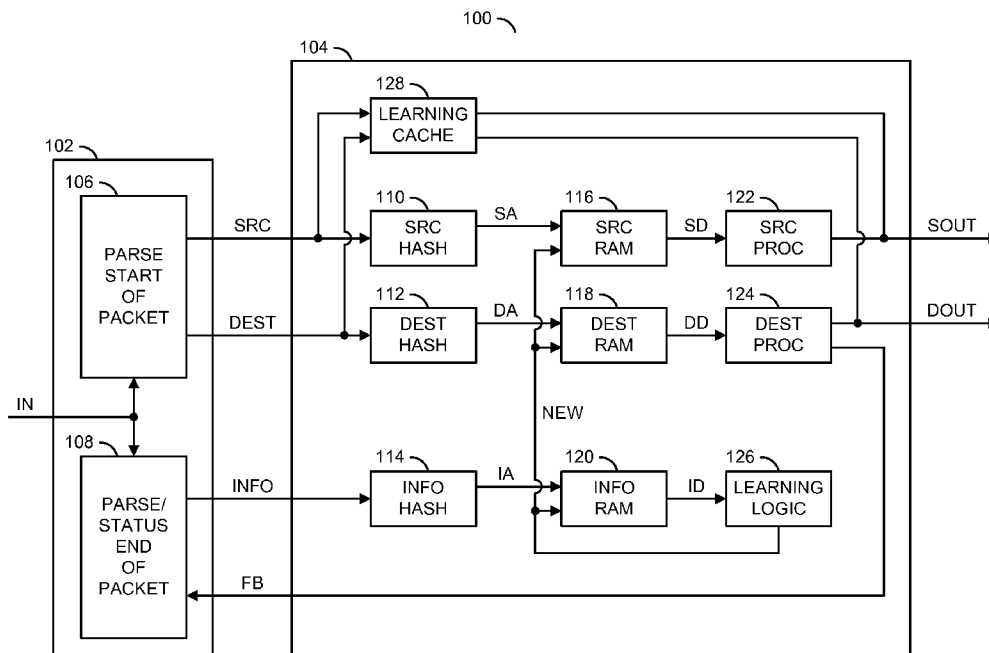 100
104
128
LEARNING
CACHE
102
106
PARSE
START
OF
PACKET
SRC
110
SRC
HASH
SA
116
SRC
RAM
SD
122
SRC
PROC
SOUT
DEST
112
DEST
HASH
DA
118
DEST
RAM
DD
124
DEST
PROC
DOUT
IN
NEW
108
PARSE/
STATUS
END
OF
PACKET
INFO
114
INFO
HASH
IA
120
INFO
RAM
ID
126
LEARNING
LOGIC
FB